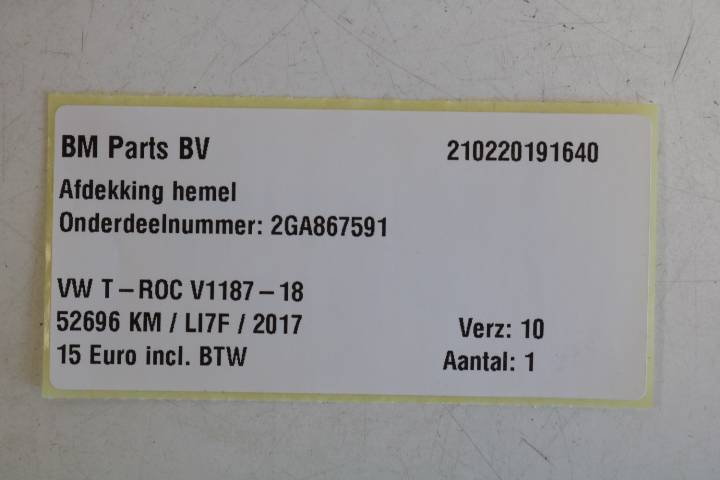 BM Parts BV 210220191640
Afdekking hemel
Onderdeelnummer: 2GA867591
VW T-ROC V1187-18
52696 KM / LI7F / 2017 Verz: 10
15 Euro incl. BTW Aantal: 1